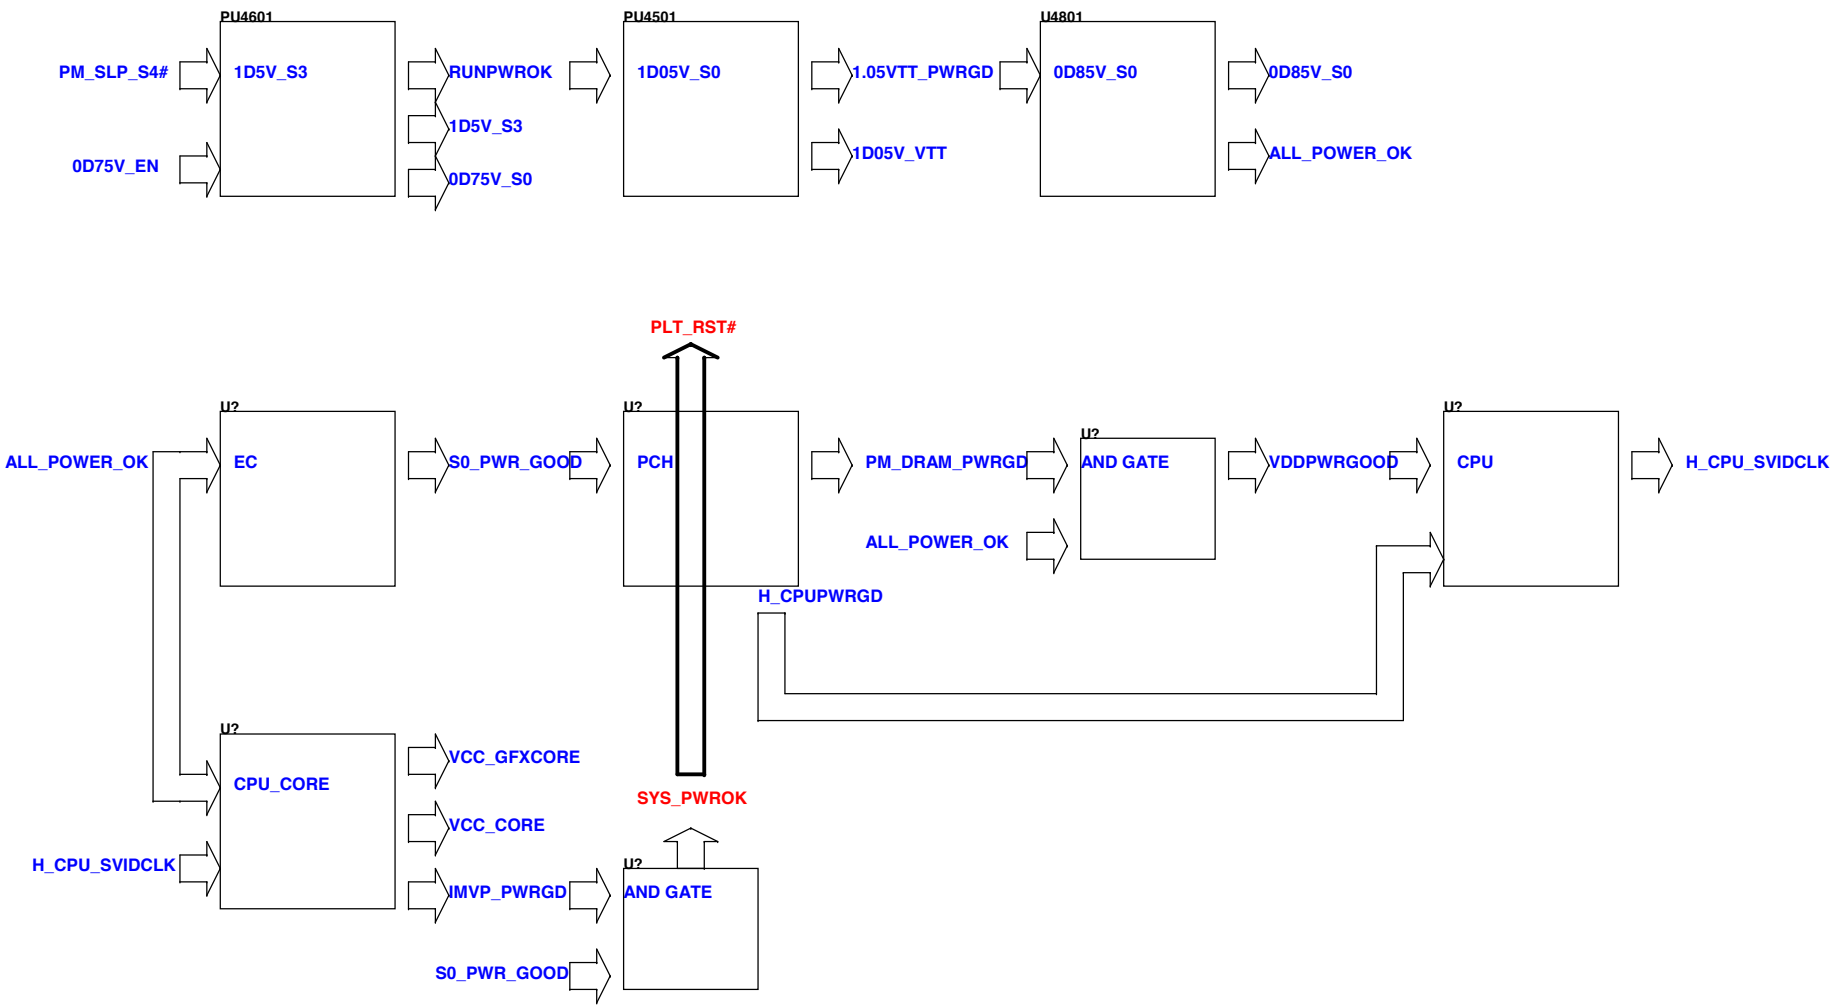 PU4601
PU4501
U4801
PM_SLP_S4#
1D5V_S3
RUNPWROK
1D05V_S0
1.05VTT_PWRGD
0D85V_S0
0D85V_S0
1D5V_S3
0D75V_EN
0D75V_S0
1D05V_VTT
ALL_POWER_OK
PLT_RST#
U?
U?
U?
U?
ALL_POWER_OK
EC
S0_PWR_GOOD
PCH
PM_DRAM_PWRGD
AND GATE
VDDPWRGOOD
CPU
H_CPU_SVIDCLK
ALL_POWER_OK
H_CPUPWRGD
U?
CPU_CORE
VCC_GFXCORE
SYS_PWROK
VCC_CORE
H_CPU_SVIDCLK
U?
IMVP_PWRGD
AND GATE
S0_PWR_GOOD